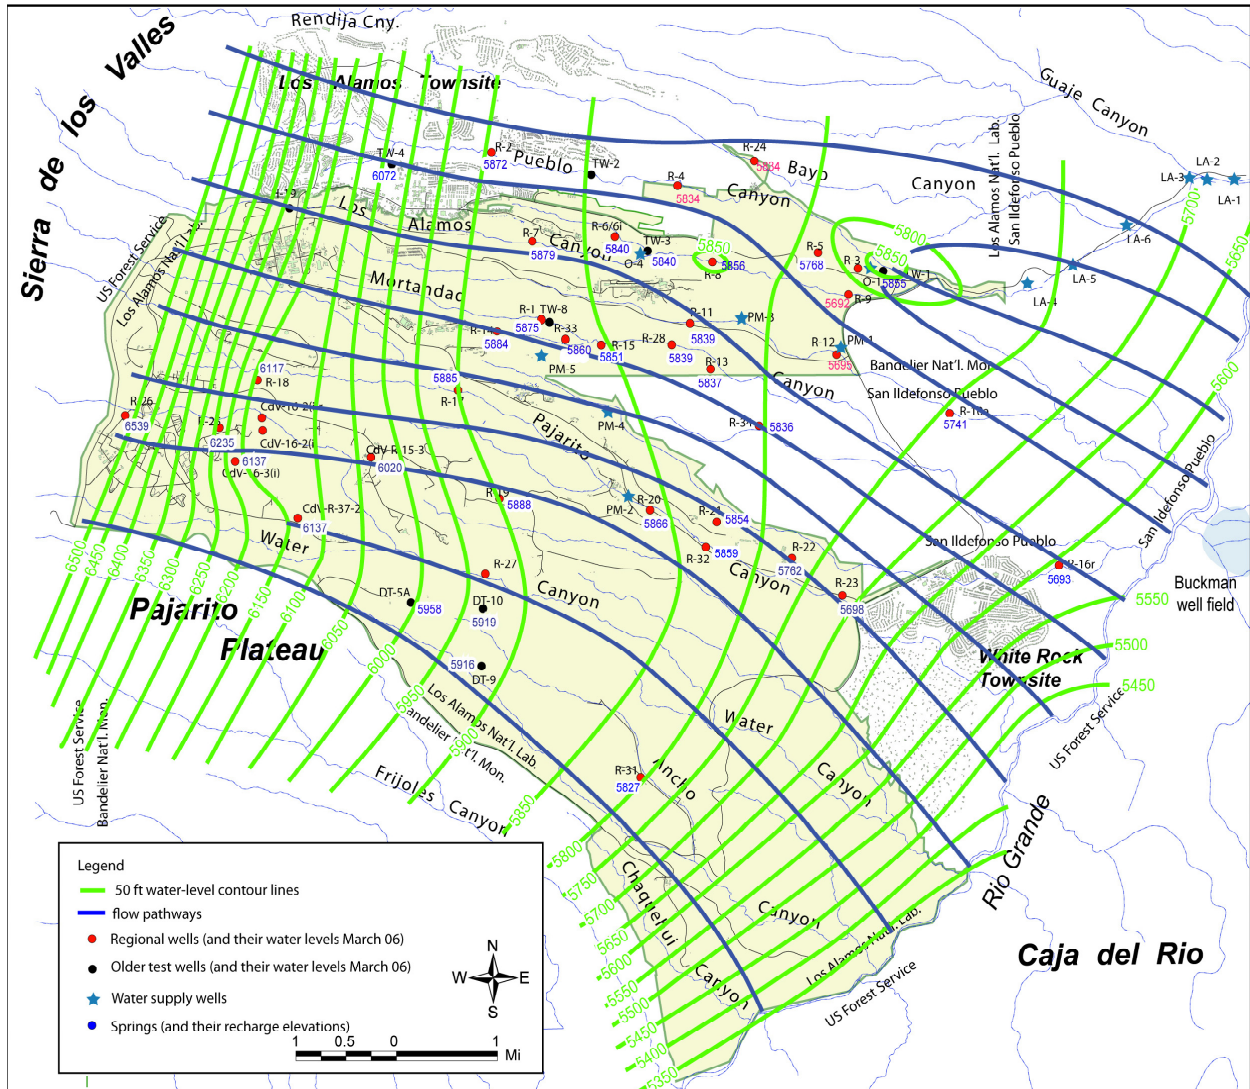 Rendija Cny.
Sierra de los Valles
Los Alamos Townsite
Guaje Canyon
Los Alamos Nat'l. Lab.
San Ildefonso Pueblo
R-24
5834
R-2
5872
Pueblo
TW-2
TW-4
6072
Bayo
Canyon
R-4
5834
Canyon
LA-2
LA-3
LA-1
5700'
LA-6
Los
Alamos
Canyon
R-7
5879
R-6/6i
5840
TW-3
5840
O-4
5850
5856
R-8
R-5
5768
5800
5850
R 3
O-1
TW-1
5855
LA-5
LA-4
5650
US Forest Service
Los Alamos Nat'l. Lab.
Mortandad
5692
R-9
R-1
TW-8
5875
R-14
5884
R-33
5860
R-15
5851
R-28
5839
R-11
5839
PM-3
R-12
5695
PM-1
PM-5
R-13
5837
Canyon
Bandelier Nat'l. Mon.
San Ildefonso Pueblo
5600
6117
R-18
5885
R-17
R-26
6539
CdV-16-2(i
6235
CdV-16-2(i
6137
CdV-16-3(i)
CdV-R-15-3
6020
Pajarito
PM-4
R-34
5836
5741
San Ildefonso Pueblo
R-19
5888
R-20
PM-2
5866
R-21
5854
R-32
5859
R-22
5762
Canyon
R-23
5698
San Ildefonso Pueblo
R-16r
5693
Buckman
well field
CdV-R-37-2
6137
Water
Canyon
R-27
DT-5A
5958
DT-10
5919
5916
DT-9
6500
6450
6400
6350
6300
6250
6200
6150
6100
6050
6000
5950
5900
5850
5800
5750
5700
5650
5600
5550
5500
5450
5400
5350
Pajarito
Plateau
5550
5500
5450
White Rock
Townsite
US Forest Service
US Forest Service
Bandelier Nat'l. Mon.
Los Alamos Nat'l. Lab.
Bandelier Nat'l. Mon.
Frijoles Canyon
Water
Canyon
R-31
5827
Ancho
Canyon
Chaquehui
Canyon
Los Alamos Nat'l. Lab.
US Forest Service
Rio Grande
Caja del Rio
Legend
50 ft water-level contour lines
flow pathways
Regional wells (and their water levels March 06)
Older test wells (and their water levels March 06)
Water supply wells
Springs (and their recharge elevations)
N
W E
S
1 0.5 0 1
Mi